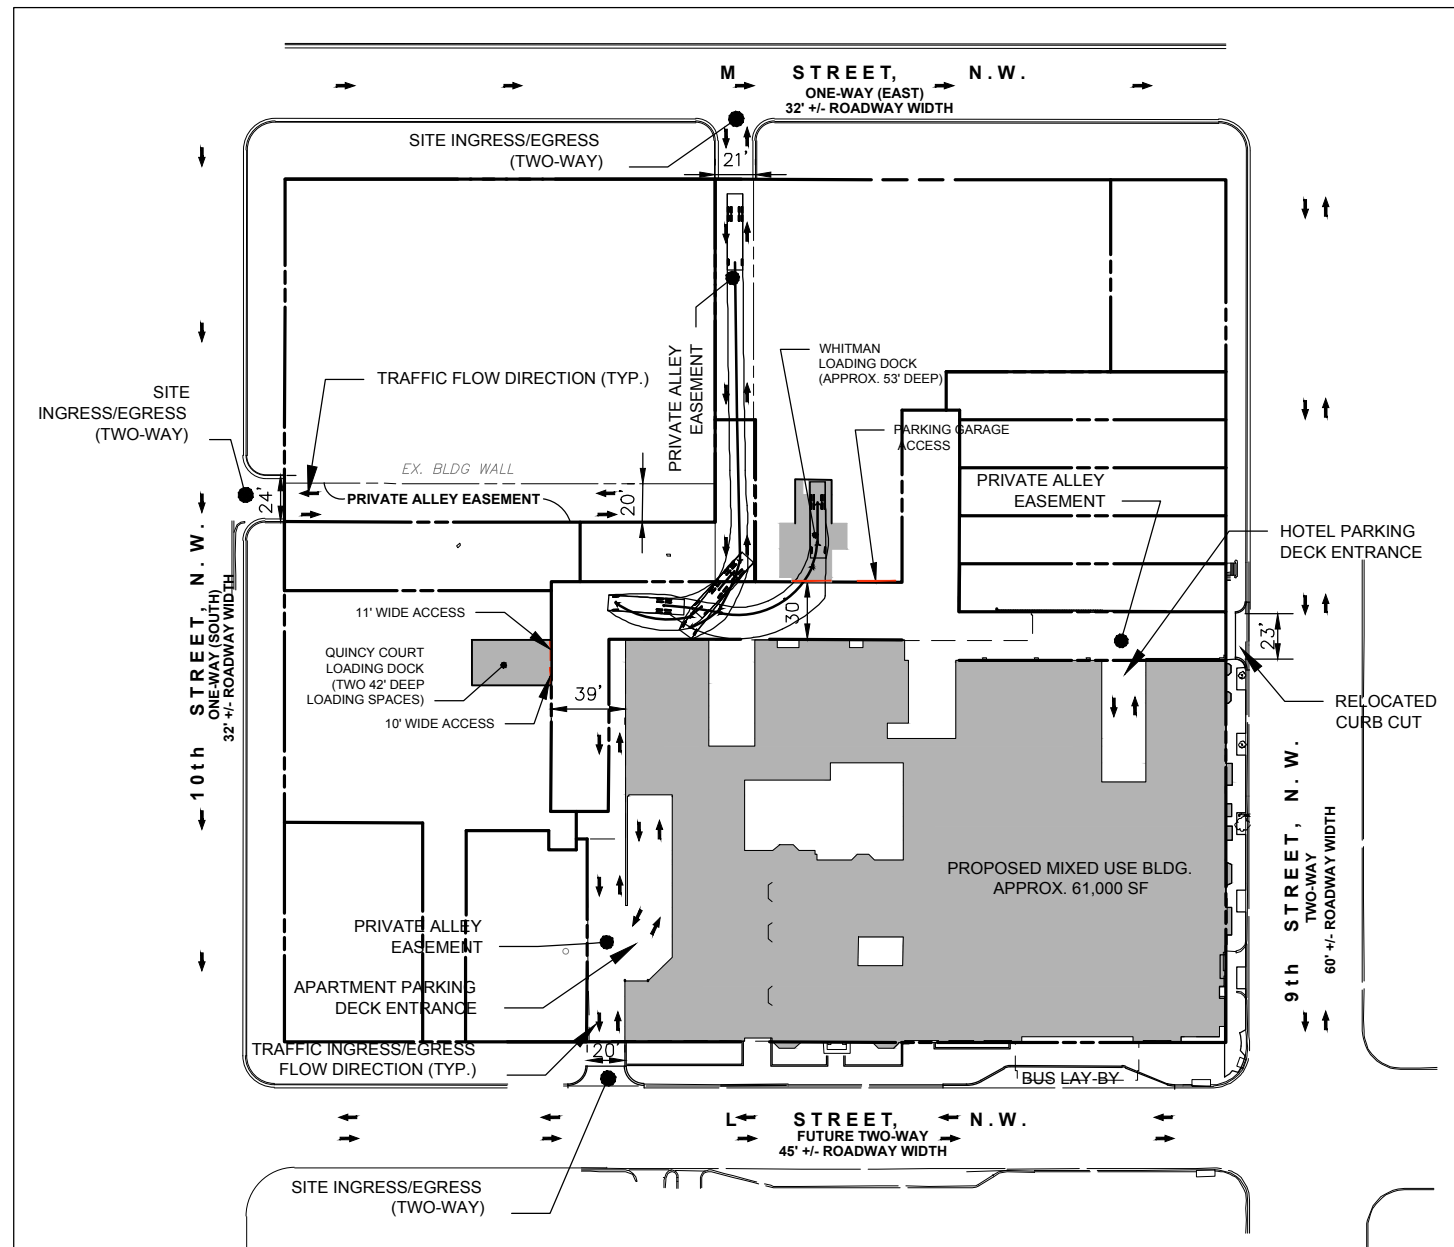 M STREET, N.W.
ONE-WAY (EAST)
32' +/- ROADWAY WIDTH
SITE INGRESS/EGRESS
(TWO-WAY)
21'
PRIVATE ALLEY
EASEMENT
WHITMAN
LOADING DOCK
(APPROX. 53' DEEP)
TRAFFIC FLOW DIRECTION (TYP.)
SITE
INGRESS/EGRESS
(TWO-WAY)
PARKING GARAGE
ACCESS
EX. BLDG WALL
PRIVATE ALLEY EASEMENT
24'
20'
PRIVATE ALLEY
EASEMENT
HOTEL PARKING
DECK ENTRANCE
10th STREET, N.W.
ONE-WAY (SOUTH)
32' +/- ROADWAY WIDTH
11' WIDE ACCESS
30'
23'
QUINCY COURT
LOADING DOCK
(TWO 42' DEEP
LOADING SPACES)
39'
10' WIDE ACCESS
RELOCATED
CURB CUT
9th STREET, N.W.
TWO-WAY
60' +/- ROADWAY WIDTH
PROPOSED MIXED USE BLDG.
APPROX. 61,000 SF
PRIVATE ALLEY
EASEMENT
APARTMENT PARKING
DECK ENTRANCE
TRAFFIC INGRESS/EGRESS
FLOW DIRECTION (TYP.)
20'
BUS LAY-BY
L STREET, N.W.
FUTURE TWO-WAY
45' +/- ROADWAY WIDTH
SITE INGRESS/EGRESS
(TWO-WAY)